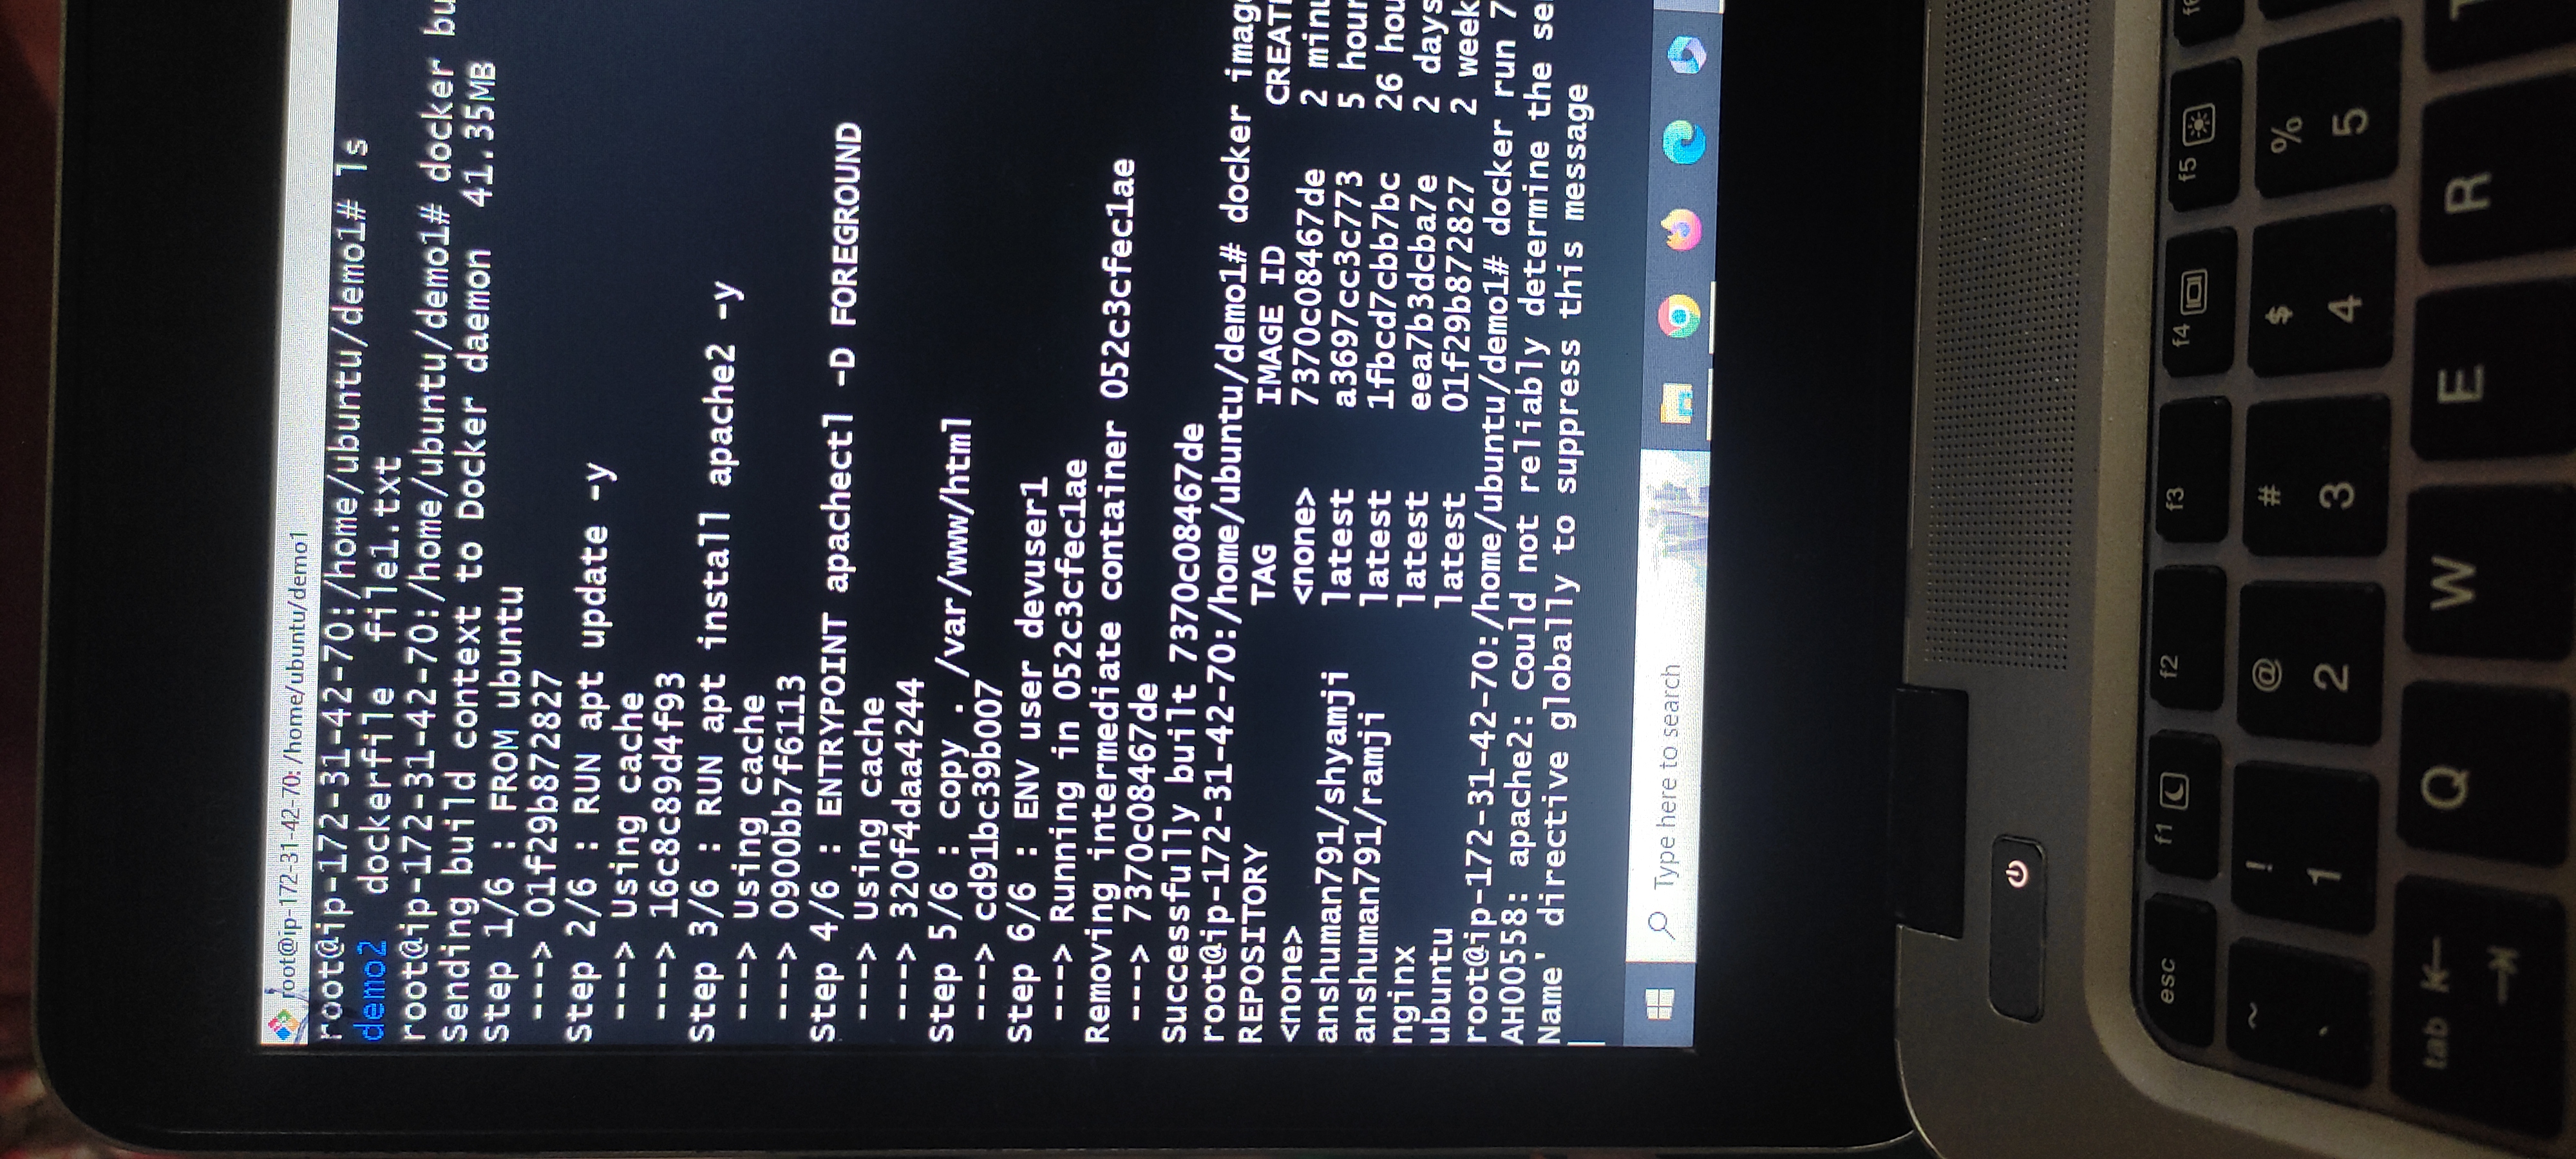 root@ip-172-31-42-70: /home/ubuntu/demo1
root@ip-172-31-42-70:/home/ubuntu/demo1# ls
demo2 dockerfile file1.txt
root@ip-172-31-42-70:/home/ubuntu/demo1# docker bu
Sending build context to Docker daemon 41.35MB
Step 1/6 : FROM ubuntu
---> 01f29b872827
Step 2/6 : RUN apt update -y
---> Using cache
---> 16c8c89d4f93
Step 3/6 : RUN apt install apache2 -y
---> Using cache
---> 0900bb7f6113
Step 4/6 : ENTRYPOINT apachectl -D FOREGROUND
---> Using cache
---> 320f4daa4244
Step 5/6 : copy . /var/www/html
---> cd91bc39b007
Step 6/6 : ENV user devuser1
---> Running in 052c3cfec1ae
Removing intermediate container 052c3cfec1ae
---> 7370c08467de
Successfully built 7370c08467de
root@ip-172-31-42-70:/home/ubuntu/demo1# docker imag
REPOSITORY TAG IMAGE ID CREAT
<none> <none> 7370c08467de 2 minu
anshuman791/shyamji latest a3697cc3c773 5 hour
anshuman791/ramji latest 1fbcd7cbb7bc 26 hou
nginx latest eea7b3dcba7e 2 days
ubuntu latest 01f29b872827 2 week
root@ip-172-31-42-70:/home/ubuntu/demo1# docker run 7
AH00558: apache2: Could not reliably determine the se
Name' directive globally to suppress this message
Type here to search
esc f1 f2 f3 f4 f5 f6
~ ! @ # $ %
` 1 2 3 4 5
tab Q W E R T